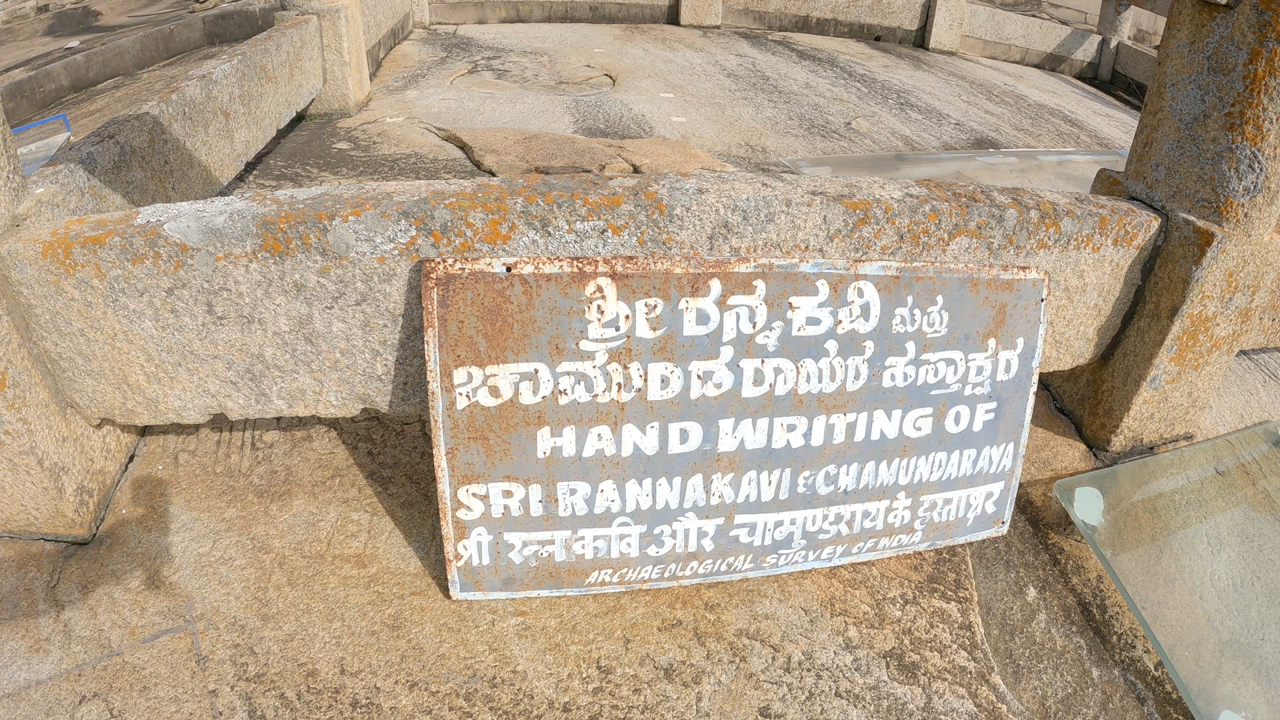 ಶ್ರೀ ರನ್ನಕವಿ ಮತ್ತು
ಚಾಮುಂಡರಾಯರ ಹಸ್ತಾಕ್ಷರ
HAND WRITING OF
SRI RANNAKAVI & CHAMUNDARAYA
श्री रन्नकवि और चामुण्डराय के हस्ताक्षर
ARCHAEOLOGICAL SURVEY OF INDIA